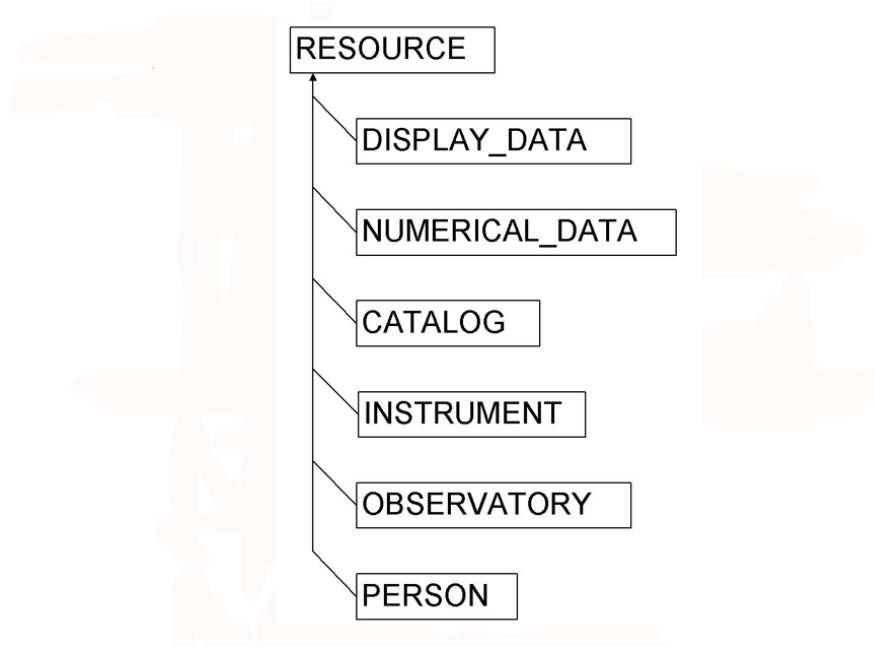 RESOURCE
DISPLAY_DATA
NUMERICAL_DATA
CATALOG
INSTRUMENT
OBSERVATORY
PERSON